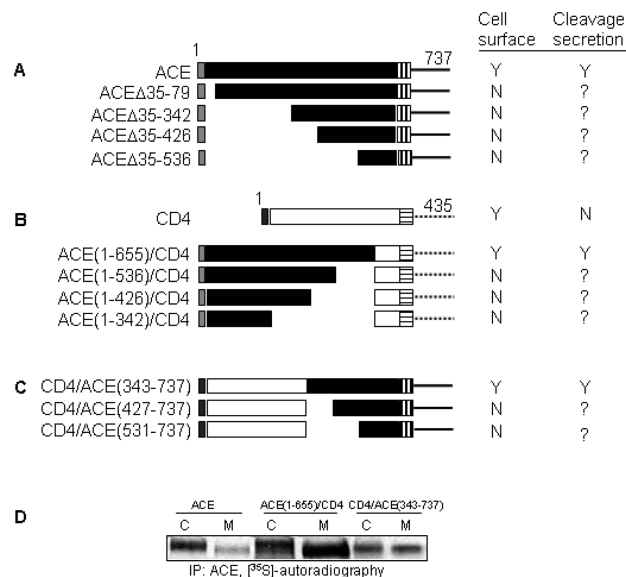 Cell surface Cleavage secretion
1 737
A ACE Y Y
ACEΔ35-79 N ?
ACEΔ35-342 N ?
ACEΔ35-426 N ?
ACEΔ35-536 N ?
1 435
B CD4 Y N
ACE(1-655)/CD4 Y Y
ACE(1-536)/CD4 N ?
ACE(1-426)/CD4 N ?
ACE(1-342)/CD4 N ?
C CD4/ACE(343-737) Y Y
CD4/ACE(427-737) N ?
CD4/ACE(531-737) N ?
D ACE ACE(1-655)/CD4 CD4/ACE(343-737)
C M C M C M
IP: ACE, [³⁵S]-autoradiography